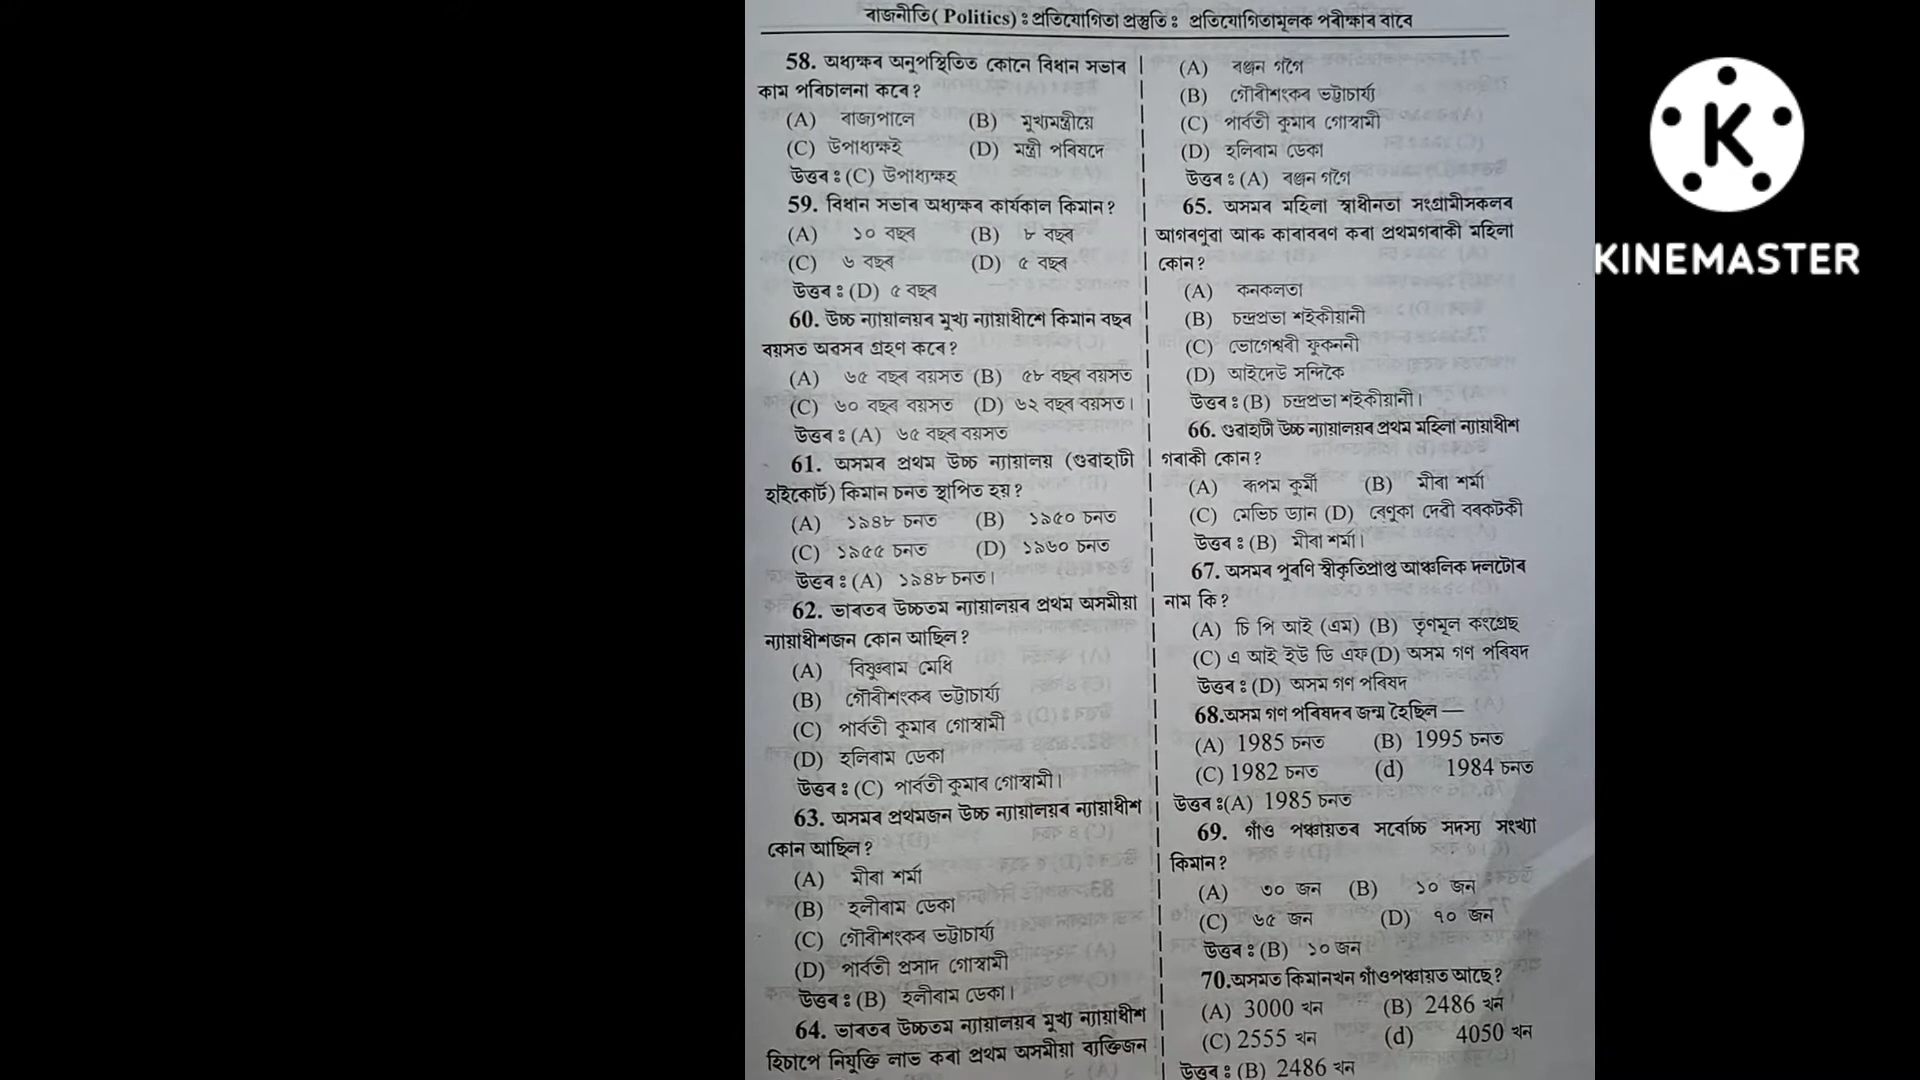 ৰাজনীতি( Politics) ঃ প্ৰতিযোগিতা প্ৰস্তুতি ঃ প্ৰতিযোগিতামূলক পৰীক্ষাৰ বাবে
58. অধ্যক্ষৰ অনুপস্থিতিত কোনে বিধান সভাৰ
কাম পৰিচালনা কৰে?
(A) ৰাজ্যপালে (B) মুখ্যমন্ত্ৰীয়ে
(C) উপাধ্যক্ষই (D) মন্ত্ৰী পৰিষদে
উত্তৰ ঃ (C) উপাধ্যক্ষহ
59. বিধান সভাৰ অধ্যক্ষৰ কাৰ্যকাল কিমান?
(A) ১০ বছৰ (B) ৮ বছৰ
(C) ৬ বছৰ (D) ৫ বছৰ
উত্তৰ ঃ (D) ৫ বছৰ
60. উচ্চ ন্যায়ালয়ৰ মুখ্য ন্যায়াধীশে কিমান বছৰ
বয়সত অৱসৰ গ্ৰহণ কৰে?
(A) ৬৫ বছৰ বয়সত (B) ৫৮ বছৰ বয়সত
(C) ৬০ বছৰ বয়সত (D) ৬২ বছৰ বয়সত।
উত্তৰ ঃ (A) ৬৫ বছৰ বয়সত
61. অসমৰ প্ৰথম উচ্চ ন্যায়ালয় (গুৱাহাটী
হাইকোৰ্ট) কিমান চনত স্থাপিত হয়?
(A) ১৯৪৮ চনত (B) ১৯৫০ চনত
(C) ১৯৫৫ চনত (D) ১৯৬০ চনত
উত্তৰ ঃ (A) ১৯৪৮ চনত।
62. ভাৰতৰ উচ্চতম ন্যায়ালয়ৰ প্ৰথম অসমীয়া
ন্যায়াধীশজন কোন আছিল?
(A) বিষ্ণুৰাম মেধি
(B) গৌৰীশংকৰ ভট্টাচাৰ্য্য
(C) পাৰ্বতী কুমাৰ গোস্বামী
(D) হলিৰাম ডেকা
উত্তৰ ঃ (C) পাৰ্বতী কুমাৰ গোস্বামী।
63. অসমৰ প্ৰথমজন উচ্চ ন্যায়ালয়ৰ ন্যায়াধীশ
কোন আছিল?
(A) মীৰা শৰ্মা
(B) হলীৰাম ডেকা
(C) গৌৰীশংকৰ ভট্টাচাৰ্য্য
(D) পাৰ্বতী প্ৰসাদ গোস্বামী
উত্তৰ ঃ (B) হলীৰাম ডেকা।
64. ভাৰতৰ উচ্চতম ন্যায়ালয়ৰ মুখ্য ন্যায়াধীশ
হিচাপে নিযুক্তি লাভ কৰা প্ৰথম অসমীয়া ব্যক্তিজন
(A) ৰঞ্জন গগৈ
(B) গৌৰীশংকৰ ভট্টাচাৰ্য্য
(C) পাৰ্বতী কুমাৰ গোস্বামী
(D) হলিৰাম ডেকা
উত্তৰ ঃ (A) ৰঞ্জন গগৈ
65. অসমৰ মহিলা স্বাধীনতা সংগ্ৰামীসকলৰ
আগৰণুৱা আৰু কাৰাবৰণ কৰা প্ৰথমগৰাকী মহিলা
কোন?
(A) কনকলতা
(B) চন্দ্ৰপ্ৰভা শইকীয়ানী
(C) ভোগেশ্বৰী ফুকননী
(D) আইদেউ সন্দিকৈ
উত্তৰ ঃ (B) চন্দ্ৰপ্ৰভা শইকীয়ানী।
66. গুৱাহাটী উচ্চ ন্যায়ালয়ৰ প্ৰথম মহিলা ন্যায়াধীশ
গৰাকী কোন?
(A) ৰূপম কুৰ্মী (B) মীৰা শৰ্মা
(C) মেভিচ ড্যান (D) ৰেণুকা দেৱী বৰকটকী
উত্তৰ ঃ (B) মীৰা শৰ্মা।
67. অসমৰ পুৰণি স্বীকৃতিপ্ৰাপ্ত আঞ্চলিক দলটোৰ
নাম কি?
(A) চি পি আই (এম) (B) তৃণমূল কংগ্ৰেছ
(C) এ আই ইউ ডি এফ (D) অসম গণ পৰিষদ
উত্তৰ ঃ (D) অসম গণ পৰিষদ
68.অসম গণ পৰিষদৰ জন্ম হৈছিল —
(A) 1985 চনত (B) 1995 চনত
(C) 1982 চনত (d) 1984 চনত
উত্তৰ ঃ(A) 1985 চনত
69. গাঁও পঞ্চায়তৰ সৰ্বোচ্চ সদস্য সংখ্যা
কিমান?
(A) ৩০ জন (B) ১০ জন
(C) ৬৫ জন (D) ৭০ জন
উত্তৰ ঃ (B) ১০ জন
70.অসমত কিমানখন গাঁওপঞ্চায়ত আছে?
(A) 3000 খন (B) 2486 খন
(C) 2555 খন (d) 4050 খন
উত্তৰ ঃ (B) 2486 খন
K
KINEMASTER